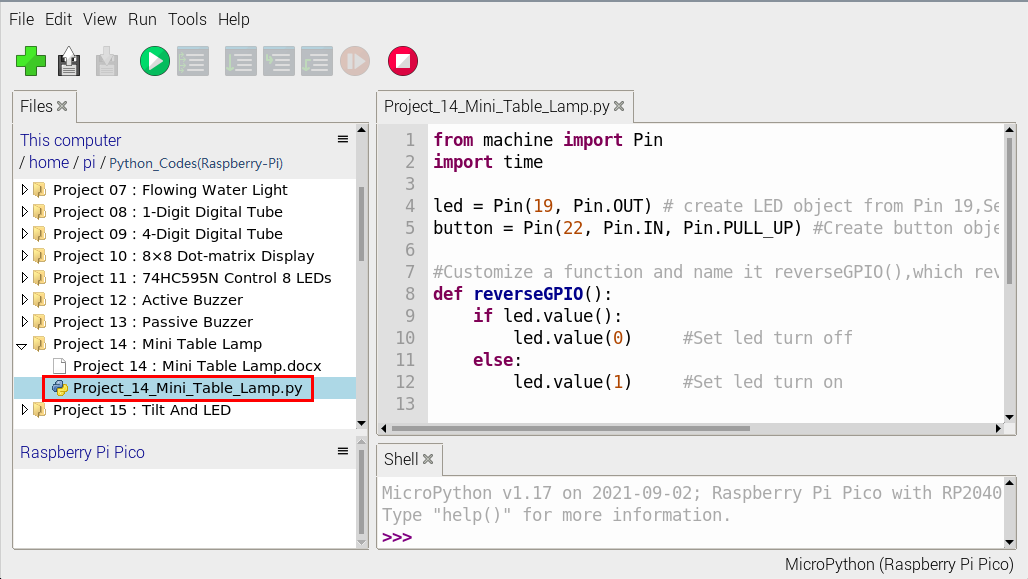 File Edit View Run Tools Help
Files
This computer
/ home / pi / Python_Codes(Raspberry-Pi)
Project 07 : Flowing Water Light
Project 08 : 1-Digit Digital Tube
Project 09 : 4-Digit Digital Tube
Project 10 : 8×8 Dot-matrix Display
Project 11 : 74HC595N Control 8 LEDs
Project 12 : Active Buzzer
Project 13 : Passive Buzzer
Project 14 : Mini Table Lamp
Project 14 : Mini Table Lamp.docx
Project_14_Mini_Table_Lamp.py
Project 15 : Tilt And LED
Raspberry Pi Pico
Project_14_Mini_Table_Lamp.py
1 from machine import Pin
2 import time
3
4 led = Pin(19, Pin.OUT) # create LED object from Pin 19,Se
5 button = Pin(22, Pin.IN, Pin.PULL_UP) #Create button obje
6
7 #Customize a function and name it reverseGPIO(),which rev
8 def reverseGPIO():
9     if led.value():
10         led.value(0)     #Set led turn off
11     else:
12         led.value(1)     #Set led turn on
13
Shell
MicroPython v1.17 on 2021-09-02; Raspberry Pi Pico with RP2040
Type "help()" for more information.
>>>
MicroPython (Raspberry Pi Pico)